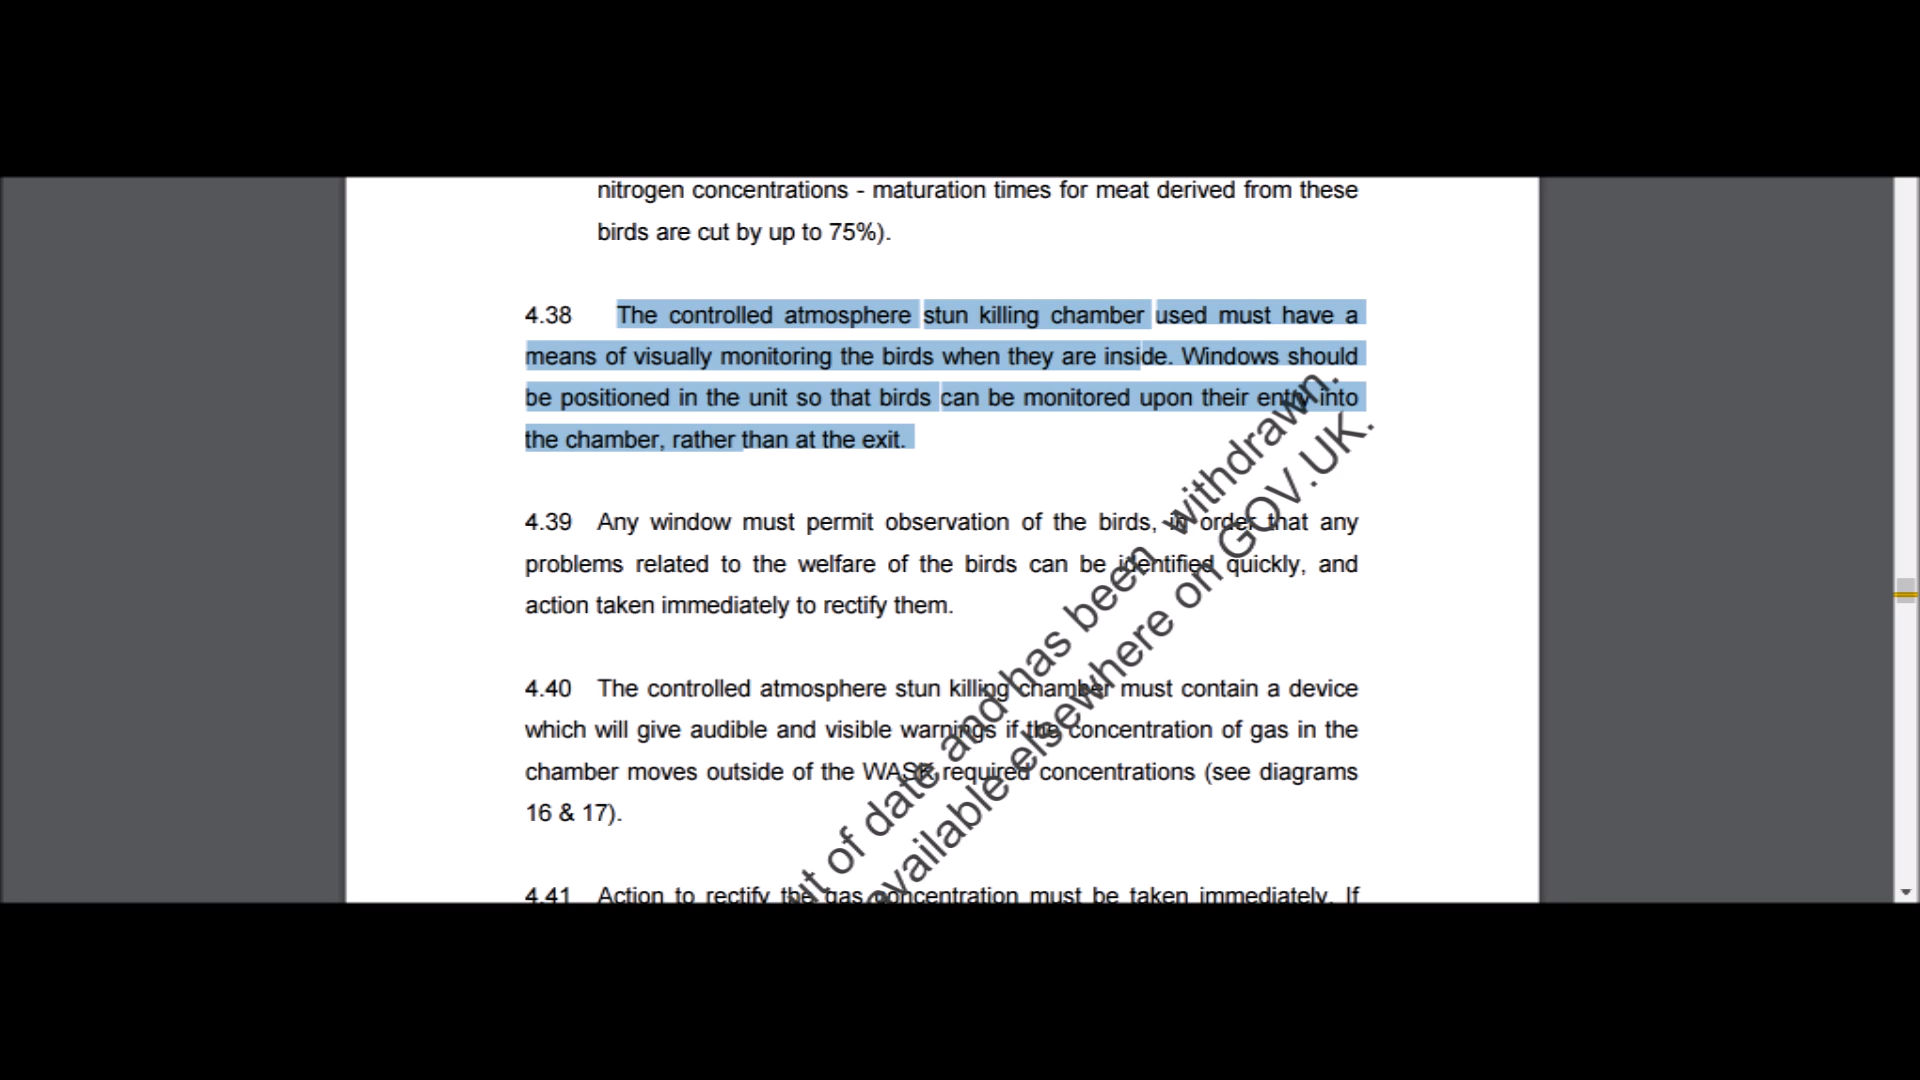 nitrogen concentrations - maturation times for meat derived from these
birds are cut by up to 75%).
4.38 The controlled atmosphere stun killing chamber used must have a
means of visually monitoring the birds when they are inside. Windows should
be positioned in the unit so that birds can be monitored upon their entry into
the chamber, rather than at the exit.
4.39 Any window must permit observation of the birds, in order that any
problems related to the welfare of the birds can be identified quickly, and
action taken immediately to rectify them.
4.40 The controlled atmosphere stun killing chamber must contain a device
which will give audible and visible warnings if the concentration of gas in the
chamber moves outside of the WASK required concentrations (see diagrams
16 & 17).
4.41 Action to rectify the gas concentration must be taken immediately. If
of date and has been withdrawn.
available elsewhere on GOV.UK.